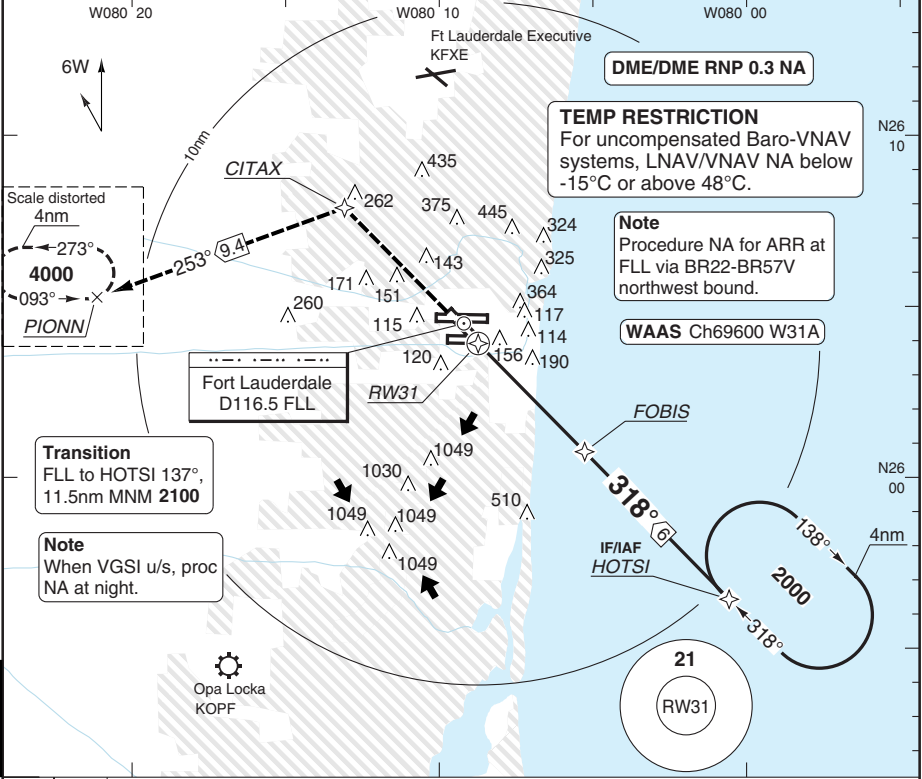 W080 20
W080 10
W080 00
Ft Lauderdale Executive
KFXE
6W
DME/DME RNP 0.3 NA
10nm
TEMP RESTRICTION
For uncompensated Baro-VNAV
systems, LNAV/VNAV NA below
-15°C or above 48°C.
N26
10
435
CITAX
262
Scale distorted
4nm
375
445
324
Note
Procedure NA for ARR at
FLL via BR22-BR57V
northwest bound.
273°
253° 9.4
143
325
4000
171
151
093°
260
364
PIONN
115
117
114
WAAS Ch69600 W31A
120
156
190
Fort Lauderdale
D116.5 FLL
RW31
FOBIS
Transition
FLL to HOTSI 137°,
11.5nm MNM 2100
1049
1030
N26
00
318° 6
510
1049
1049
138°
4nm
Note
When VGSI u/s, proc
NA at night.
1049
IF/IAF
HOTSI
2000
318°
21
RW31
Opa Locka
KOPF